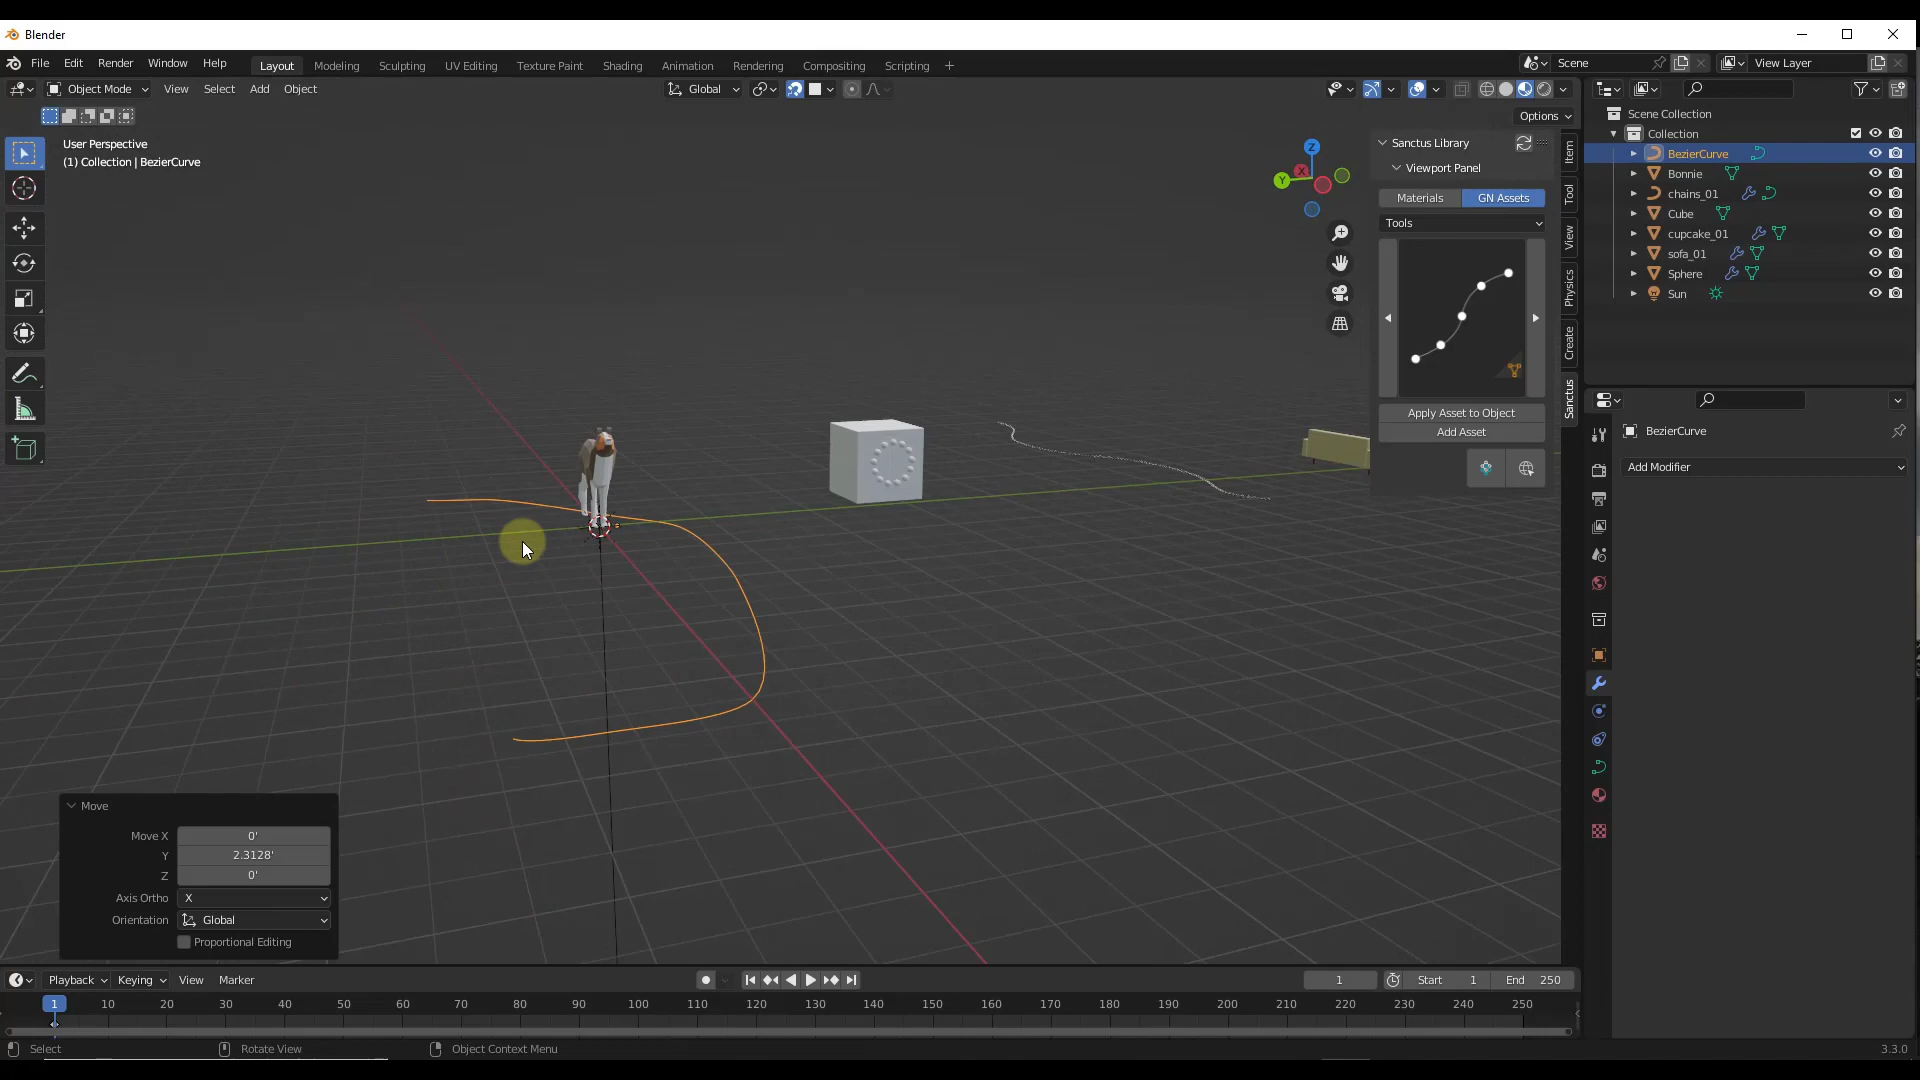 Blender
File Edit Render Window Help
Layout Modeling Sculpting UV Editing Texture Paint Shading Animation Rendering Compositing Scripting +
Scene
View Layer
Object Mode View Select Add Object
Global
Options
User Perspective
(1) Collection | BezierCurve
Z
Y
X
Sanctus Library
Viewport Panel
Materials GN Assets
Tools
Apply Asset to Object
Add Asset
Item
Tool
View
Physics
Create
Sanctus
Scene Collection
Collection
BezierCurve
Bonnie
chains_01
Cube
cupcake_01
sofa_01
Sphere
Sun
BezierCurve
Add Modifier
Move
Move X 0'
Y 2.3128'
Z 0'
Axis Ortho X
Orientation Global
Proportional Editing
Playback Keying View Marker
1 Start 1 End 250
1 10 20 30 40 50 60 70 80 90 100 110 120 130 140 150 160 170 180 190 200 210 220 230 240 250
Select Rotate View Object Context Menu
3.3.0